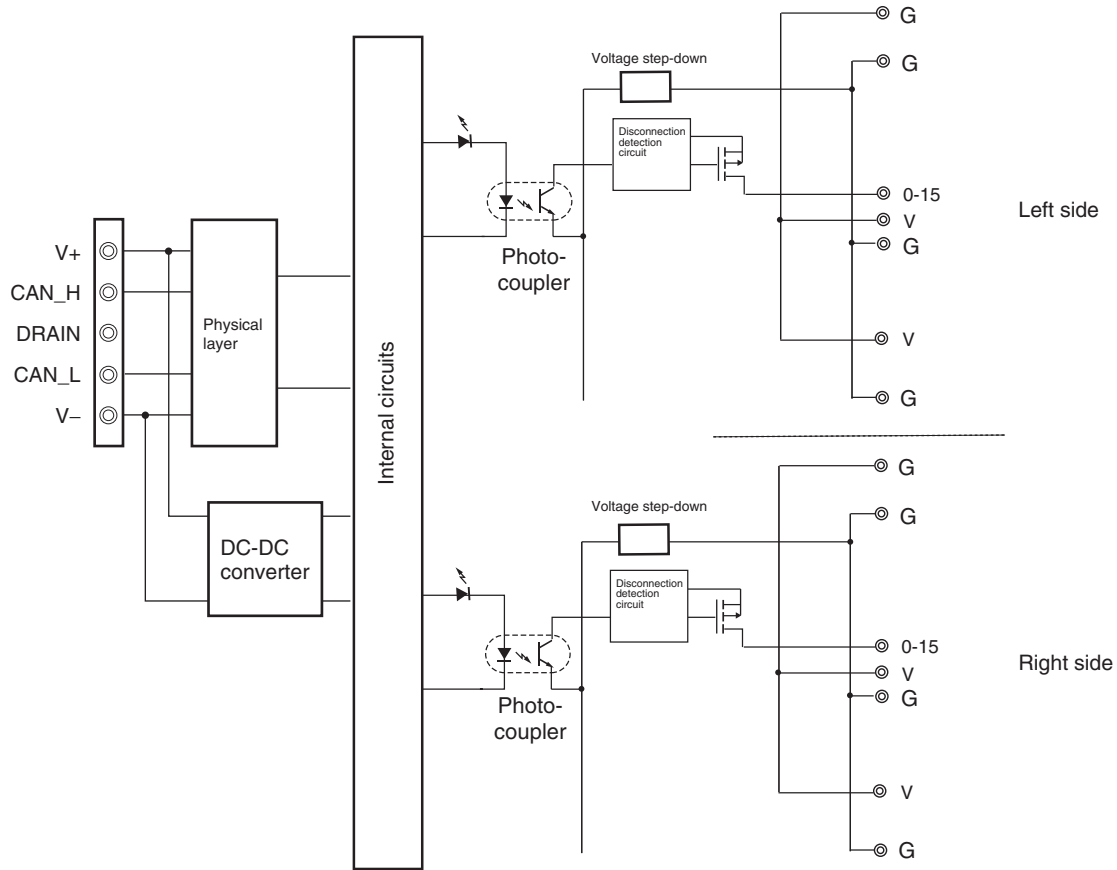 V+
CAN_H
DRAIN
CAN_L
V−
Physical
layer
DC-DC
converter
Internal circuits
Voltage step-down
Disconnection
detection
circuit
Photo-
coupler
G
G
0-15
V
G
V
G
Left side
Voltage step-down
Disconnection
detection
circuit
Photo-
coupler
G
G
0-15
V
G
V
G
Right side